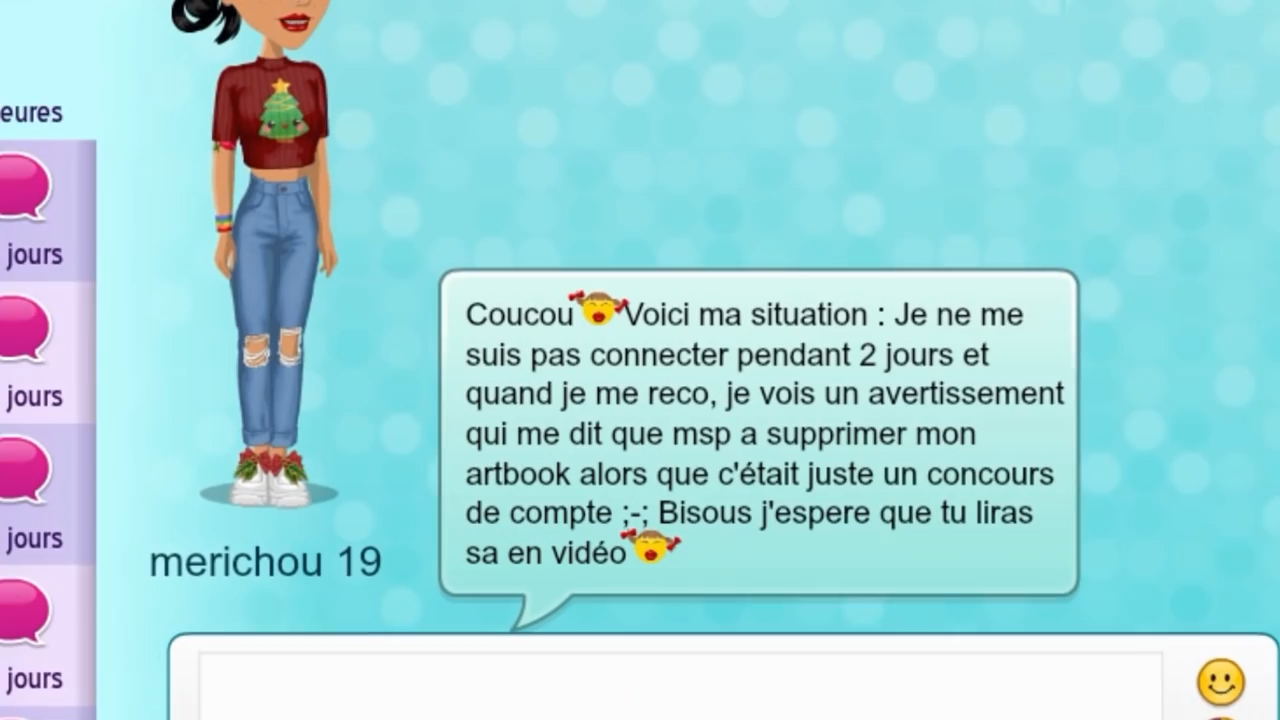 eures
jours
jours
jours
jours
Coucou Voici ma situation : Je ne me
suis pas connecter pendant 2 jours et
quand je me reco, je vois un avertissement
qui me dit que msp a supprimer mon
artbook alors que c'était juste un concours
de compte ;-; Bisous j'espere que tu liras
sa en vidéo
merichou 19